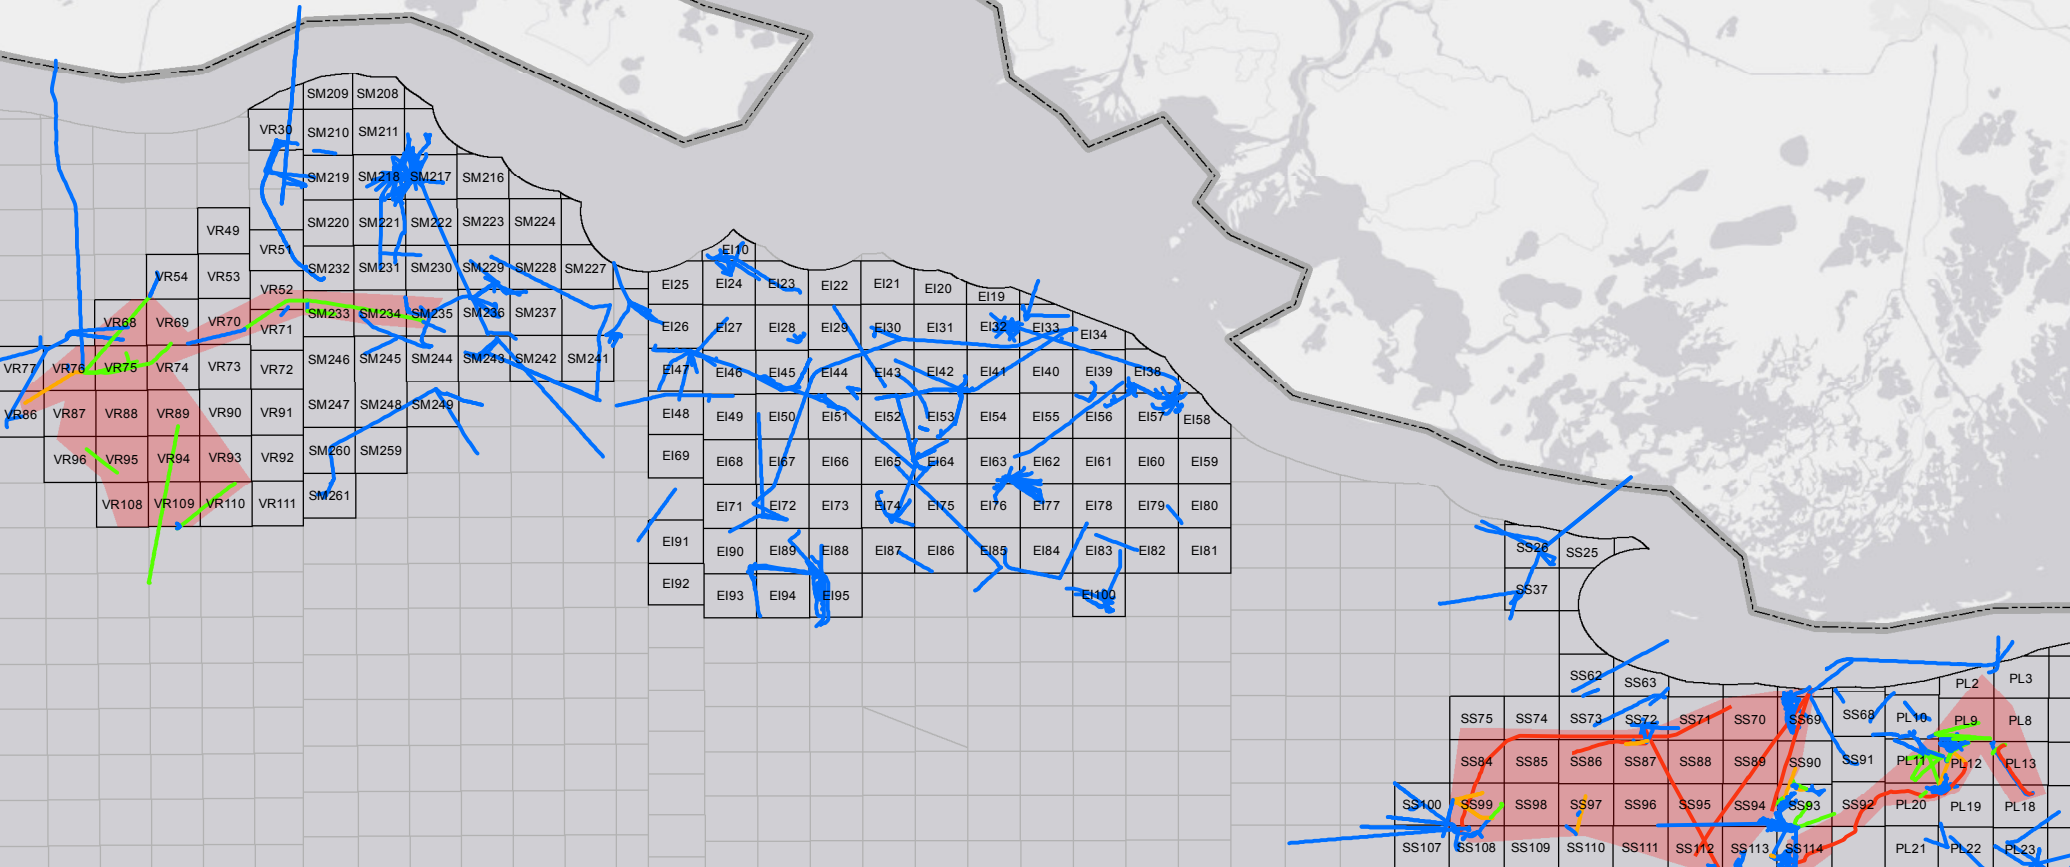 SM209 SM208
VR30 SM210 SM211
SM219 SM218 SM217 SM216
VR49 SM220 SM221 SM222 SM223 SM224
VR51 EI10
VR54 VR53 SM232 SM231 SM230 SM229 SM228 SM227
VR52 EI25 EI24 EI23 EI22 EI21 EI20 EI19
VR68 VR69 VR70 VR71 SM233 SM234 SM235 SM236 SM237
EI26 EI27 EI28 EI29 EI30 EI31 EI32 EI33 EI34
VR77 VR76 VR75 VR74 VR73 VR72 SM246 SM245 SM244 SM243 SM242 SM241
EI47 EI46 EI45 EI44 EI43 EI42 EI41 EI40 EI39 EI38
VR86 VR87 VR88 VR89 VR90 VR91 SM247 SM248 SM249
EI48 EI49 EI50 EI51 EI52 EI53 EI54 EI55 EI56 EI57 EI58
VR96 VR95 VR94 VR93 VR92 SM260 SM259
EI69 EI68 EI67 EI66 EI65 EI64 EI63 EI62 EI61 EI60 EI59
VR108 VR109 VR110 VR111 SM261
EI71 EI72 EI73 EI74 EI75 EI76 EI77 EI78 EI79 EI80
EI91 EI90 EI89 EI88 EI87 EI86 EI85 EI84 EI83 EI82 EI81
SS26 SS25
EI92 EI93 EI94 EI95 EI100
SS37
SS62 SS63 PL2 PL3
SS75 SS74 SS73 SS72 SS71 SS70 SS69 SS68 PL10 PL9 PL8
SS84 SS85 SS86 SS87 SS88 SS89 SS90 SS91 PL11 PL12 PL13
SS100 SS99 SS98 SS97 SS96 SS95 SS94 SS93 SS92 PL20 PL19 PL18
SS107 SS108 SS109 SS110 SS111 SS112 SS113 SS114 PL21 PL22 PL23